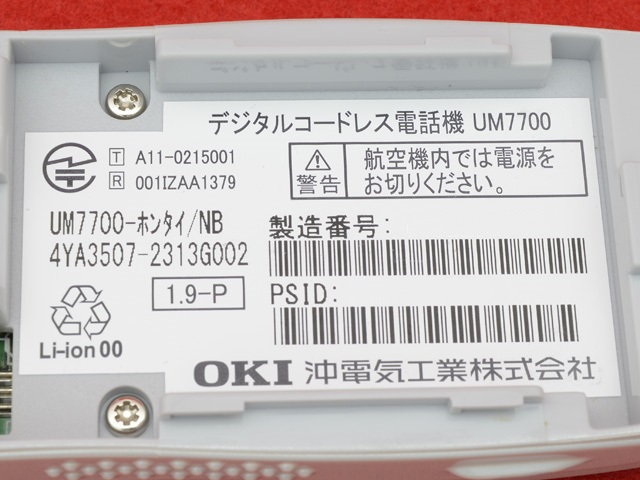 デジタルコードレス電話機 UM7700
T A11-0215001
R 001IZAA1379
警告
航空機内では電源を
お切りください。
UM7700-ホンタイ/NB
4YA3507-2313G002
製造番号:
1.9-P
PSID:
Li-ion 00
OKI 沖電気工業株式会社